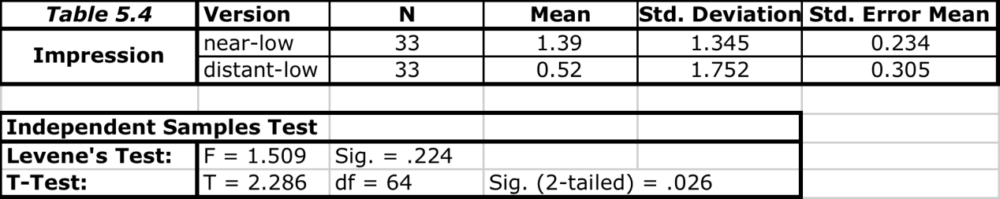 Table 5.4 Version N Mean Std. Deviation Std. Error Mean
Impression near-low 33 1.39 1.345 0.234
distant-low 33 0.52 1.752 0.305
Independent Samples Test
Levene's Test: F = 1.509 Sig. = .224
T-Test: T = 2.286 df = 64 Sig. (2-tailed) = .026